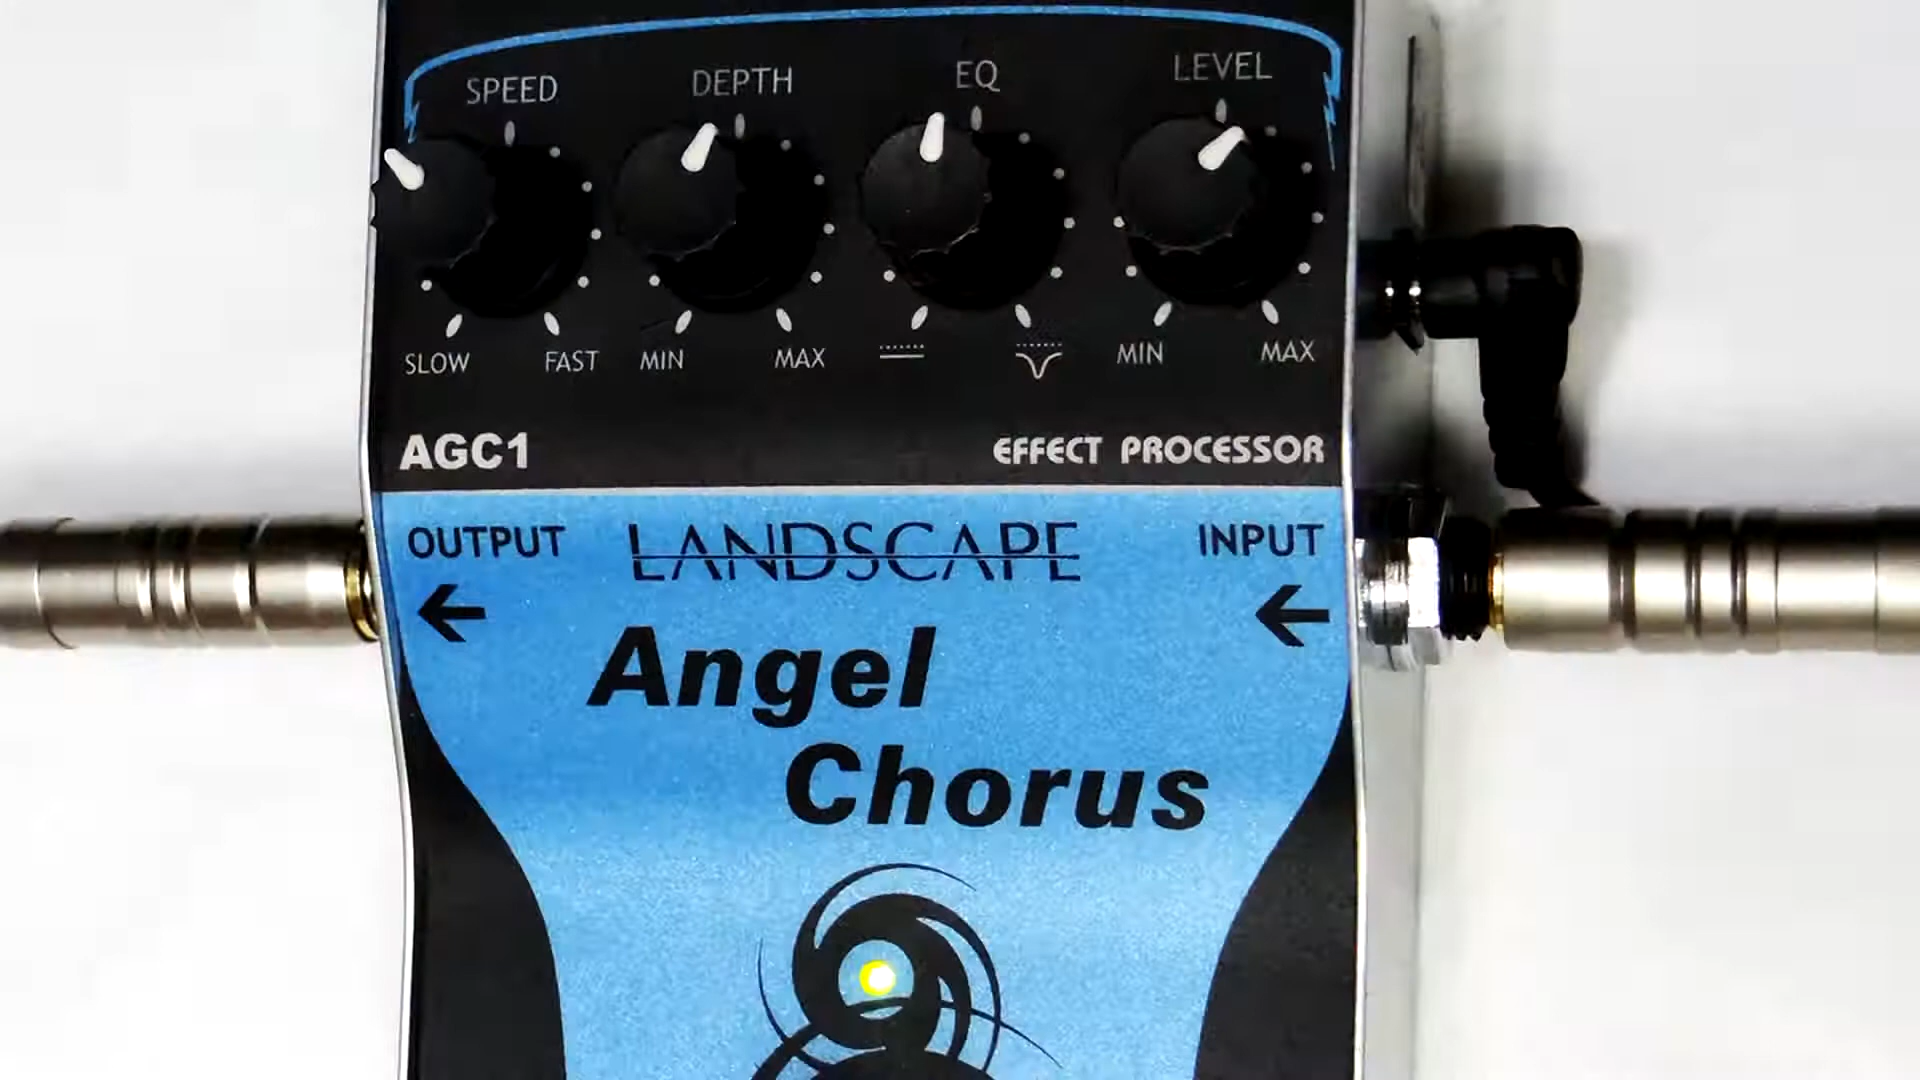 SPEED DEPTH EQ LEVEL
SLOW FAST MIN MAX MIN MAX
AGC1 EFFECT PROCESSOR
OUTPUT LANDSCAPE INPUT
Angel
Chorus